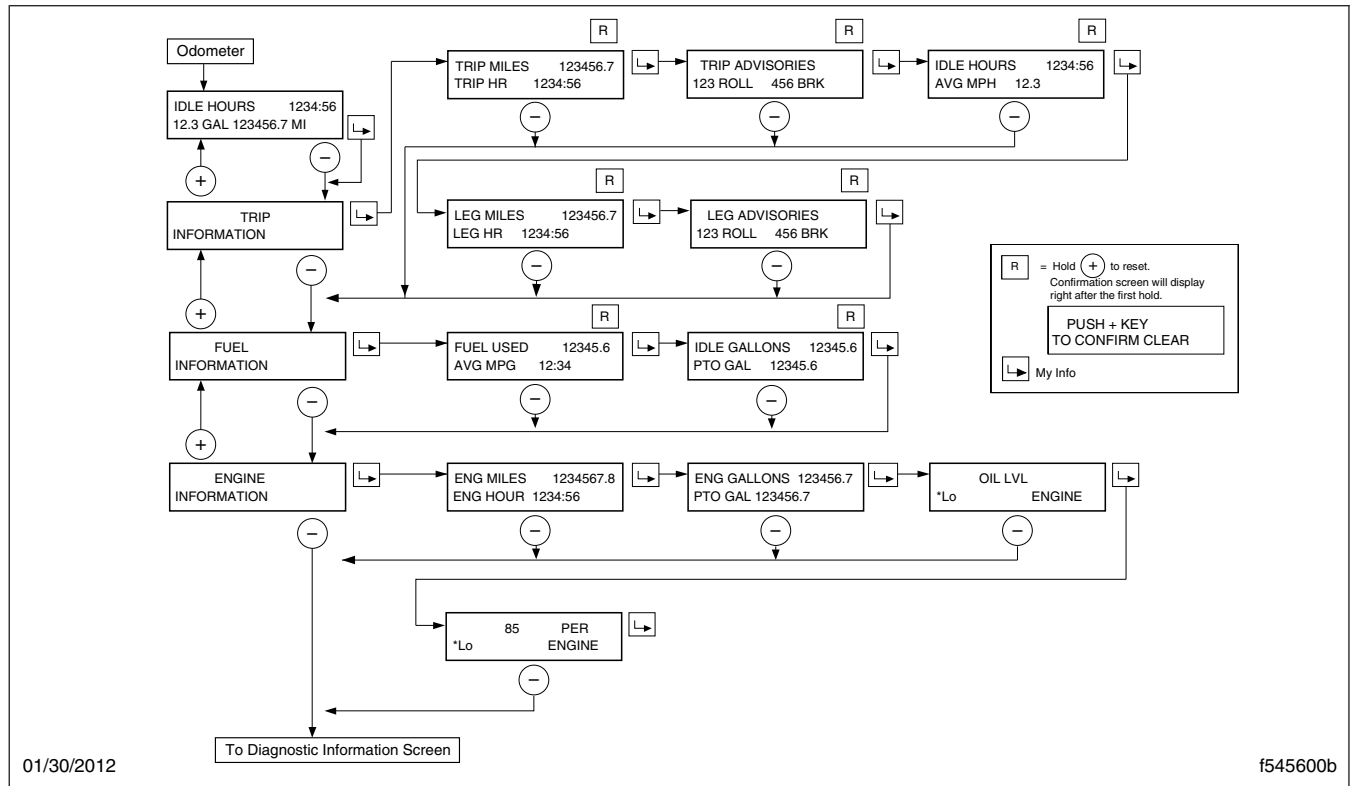 Odometer
IDLE HOURS 1234:56
12.3 GAL 123456.7 MI
−
+
TRIP
INFORMATION
R
TRIP MILES 123456.7
TRIP HR 1234:56
−
R
TRIP ADVISORIES
123 ROLL 456 BRK
−
R
IDLE HOURS 1234:56
AVG MPH 12.3
−
R
LEG MILES 123456.7
LEG HR 1234:56
−
R
LEG ADVISORIES
123 ROLL 456 BRK
−
−
+
FUEL
INFORMATION
R
FUEL USED 12345.6
AVG MPG 12:34
−
R
IDLE GALLONS 12345.6
PTO GAL 12345.6
−
−
+
ENGINE
INFORMATION
ENG MILES 1234567.8
ENG HOUR 1234:56
−
ENG GALLONS 123456.7
PTO GAL 123456.7
−
OIL LVL
*Lo ENGINE
−
−
85 PER
*Lo ENGINE
−
To Diagnostic Information Screen
R = Hold + to reset.
Confirmation screen will display
right after the first hold.
PUSH + KEY
TO CONFIRM CLEAR
My Info
01/30/2012
f545600b